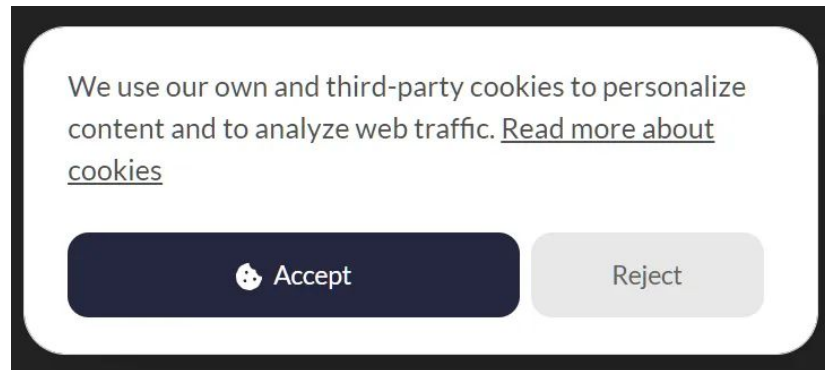 We use our own and third-party cookies to personalize
content and to analyze web traffic. Read more about
cookies
Accept
Reject